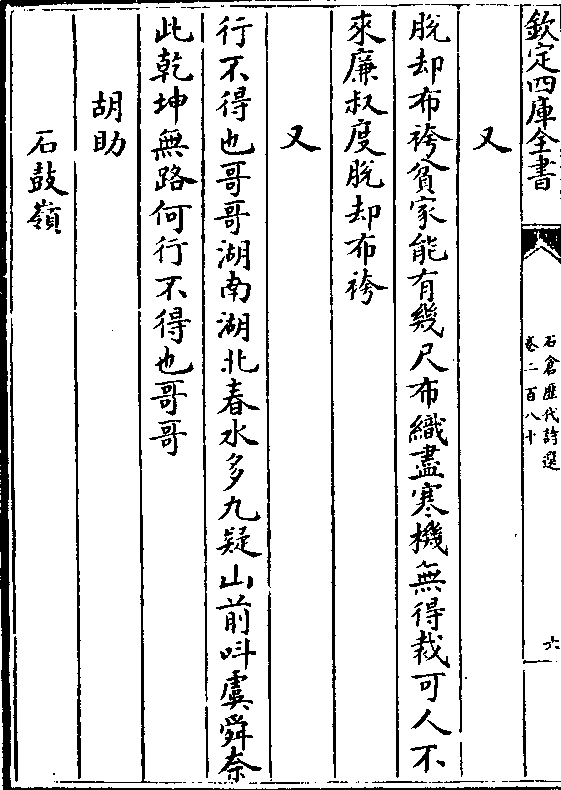 欽定四庫全書
石倉歴代詩選
卷二百八十
六
又
脫却布袴貧家能有幾尺布織盡寒機無得裁可人不
來廉叔度脫却布袴
又
行不得也哥哥湖南湖北春水多九疑山前叫虞舜奈
此乾坤無路何行不得也哥哥
胡助
石鼓嶺